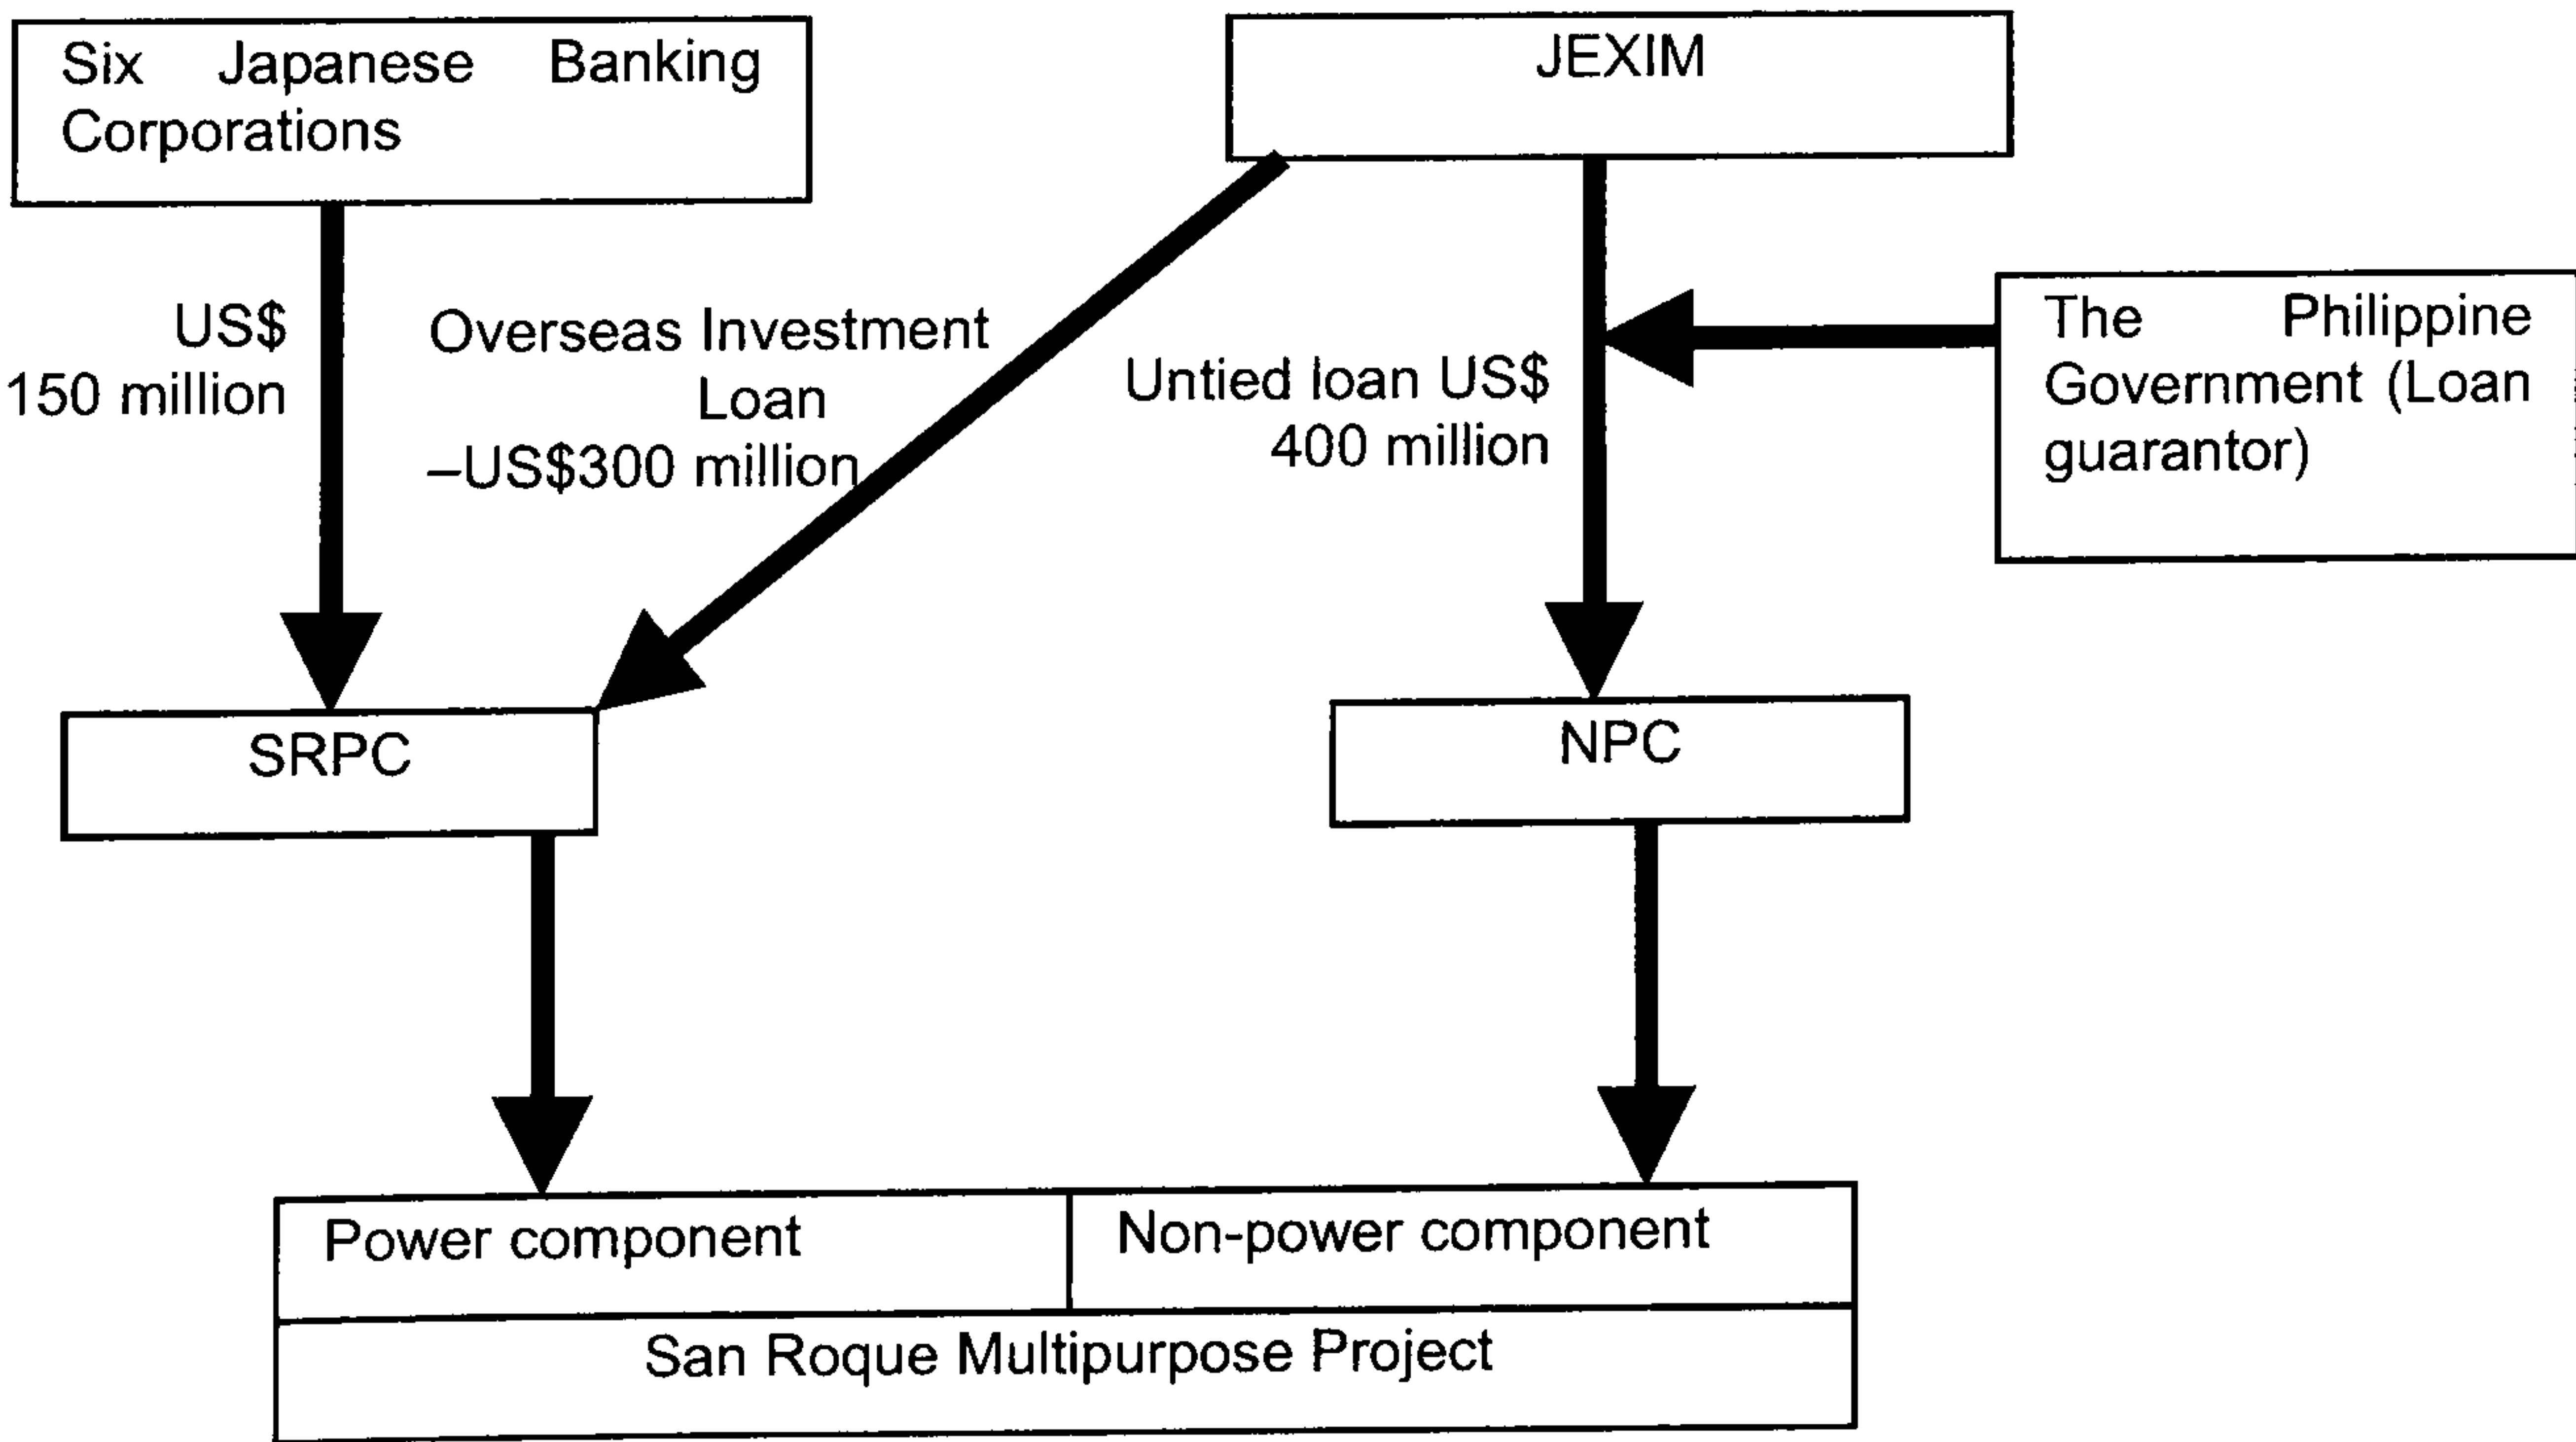 Six Japanese Banking
Corporations
JEXIM
US$
150 million
Overseas Investment
Loan
–US$300 million
Untied loan US$
400 million
The Philippine
Government (Loan
guarantor)
SRPC
NPC
Power component
Non-power component
San Roque Multipurpose Project